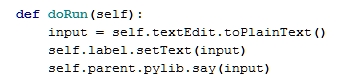 def doRun(self):
    input = self.textEdit.toPlainText()
    self.label.setText(input)
    self.parent.pylib.say(input)